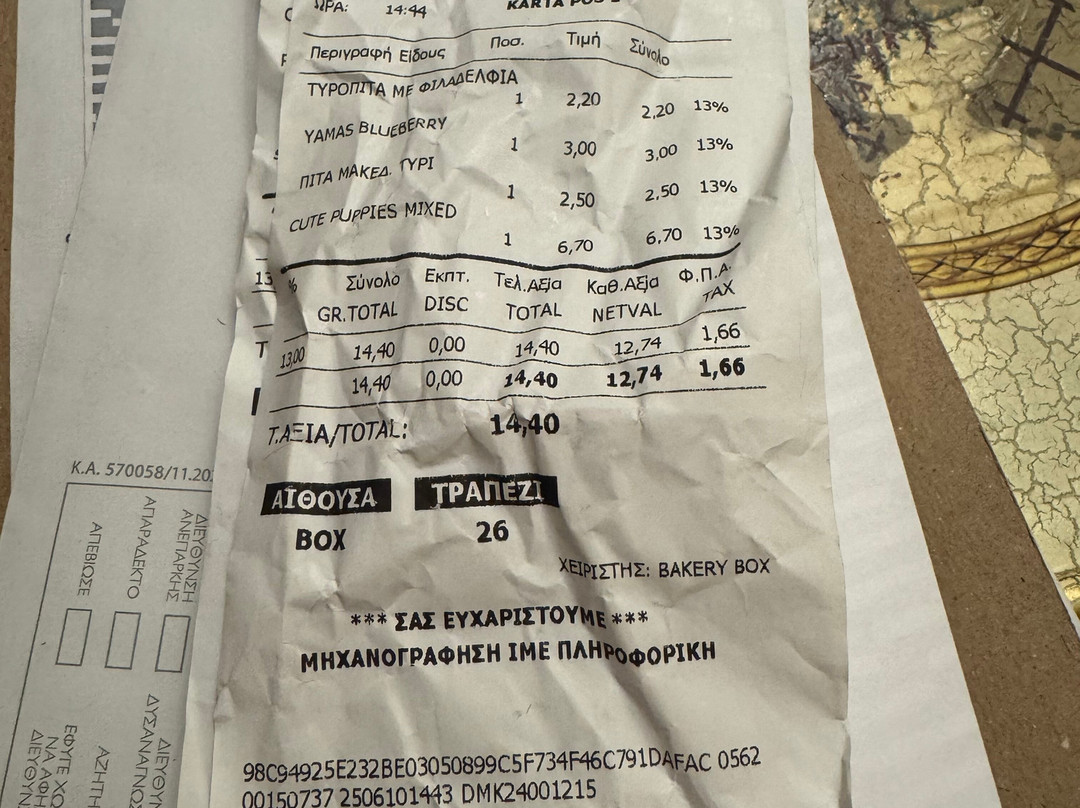 ΩΡΑ: 14:44 ΚΑΡΤΑ POS
Περιγραφή Είδους Ποσ. Τιμή Σύνολο
ΤΥΡΟΠΙΤΑ ΜΕ ΦΙΛΑΔΕΛΦΙΑ
1 2,20 2,20 13%
YAMAS BLUEBERRY
1 3,00 3,00 13%
ΠΙΤΑ ΜΑΚΕΔ. ΤΥΡΙ
1 2,50 2,50 13%
CUTE PUPPIES MIXED
1 6,70 6,70 13%
% Σύνολο Εκπτ. Τελ.Αξία Καθ.Αξία Φ.Π.Α.
GR.TOTAL DISC TOTAL NETVAL TAX
13,00 14,40 0,00 14,40 12,74 1,66
14,40 0,00 14,40 12,74 1,66
Τ.ΑΞΙΑ/TOTAL: 14,40
ΑΙΘΟΥΣΑ ΤΡΑΠΕΖΙ
BOX 26
ΧΕΙΡΙΣΤΗΣ: BAKERY BOX
*** ΣΑΣ ΕΥΧΑΡΙΣΤΟΥΜΕ ***
ΜΗΧΑΝΟΓΡΑΦΗΣΗ ΙΜΕ ΠΛΗΡΟΦΟΡΙΚΗ
98C94925E232BE03050899C5F734F46C791DAFAC 0562
00150737 2506101443 DMK24001215
Κ.Α. 570058/11.20
ΔΙΕΥΘΥΝΣΗ
ΑΝΕΠΑΡΚΗΣ
ΑΠΑΡΑΔΕΚΤΟ
ΑΠΕΒΙΩΣΕ